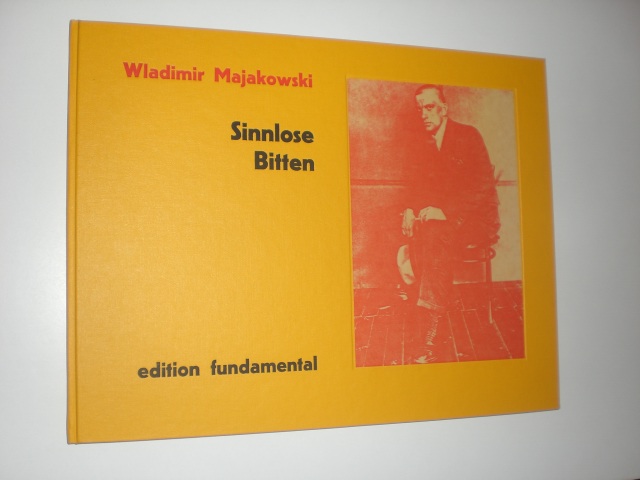 Wladimir Majakowski
Sinnlose
Bitten
edition fundamental